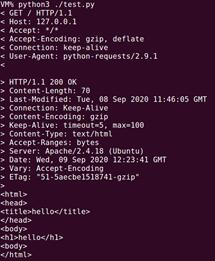 VM% python3 ./test.py
< GET / HTTP/1.1
< Host: 127.0.0.1
< Accept: */*
< Accept-Encoding: gzip, deflate
< Connection: keep-alive
< User-Agent: python-requests/2.9.1
<
> HTTP/1.1 200 OK
> Content-Length: 70
> Last-Modified: Tue, 08 Sep 2020 11:46:05 GMT
> Connection: Keep-Alive
> Content-Encoding: gzip
> Keep-Alive: timeout=5, max=100
> Content-Type: text/html
> Accept-Ranges: bytes
> Server: Apache/2.4.18 (Ubuntu)
> Date: Wed, 09 Sep 2020 12:23:41 GMT
> Vary: Accept-Encoding
> ETag: "51-5aecbe1518741-gzip"
>
<html>
<head>
<title>hello</title>
</head>
<body>
<h1>hello</h1>
<body>
</html>